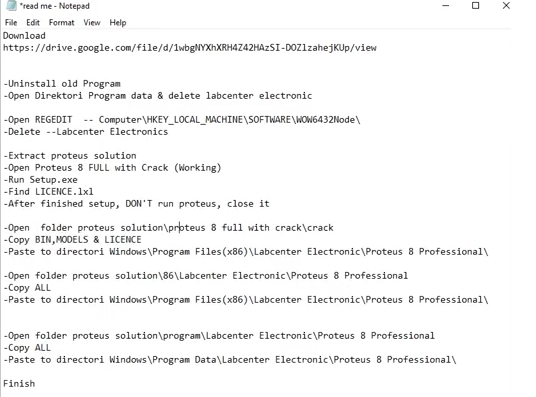 *read me - Notepad
File Edit Format View Help
Download
https://drive.google.com/file/d/1wbgNYXhXRH4Z42HAzSI-DOZlzahejKUp/view
-Uninstall old Program
-Open Direktori Program data & delete labcenter electronic
-Open REGEDIT -- Computer\HKEY_LOCAL_MACHINE\SOFTWARE\WOW6432Node\
-Delete --Labcenter Electronics
-Extract proteus solution
-Open Proteus 8 FULL with Crack (Working)
-Run Setup.exe
-Find LICENCE.lxl
-After finished setup, DON'T run proteus, close it
-Open folder proteus solution\proteus 8 full with crack\crack
-Copy BIN,MODELS & LICENCE
-Paste to directori Windows\Program Files(x86)\Labcenter Electronic\Proteus 8 Professional\
-Open folder proteus solution\86\Labcenter Electronic\Proteus 8 Professional
-Copy ALL
-Paste to directori Windows\Program Files(x86)\Labcenter Electronic\Proteus 8 Professional\
-Open folder proteus solution\program\Labcenter Electronic\Proteus 8 Professional
-Copy ALL
-Paste to directori Windows\Program Data\Labcenter Electronic\Proteus 8 Professional\
Finish